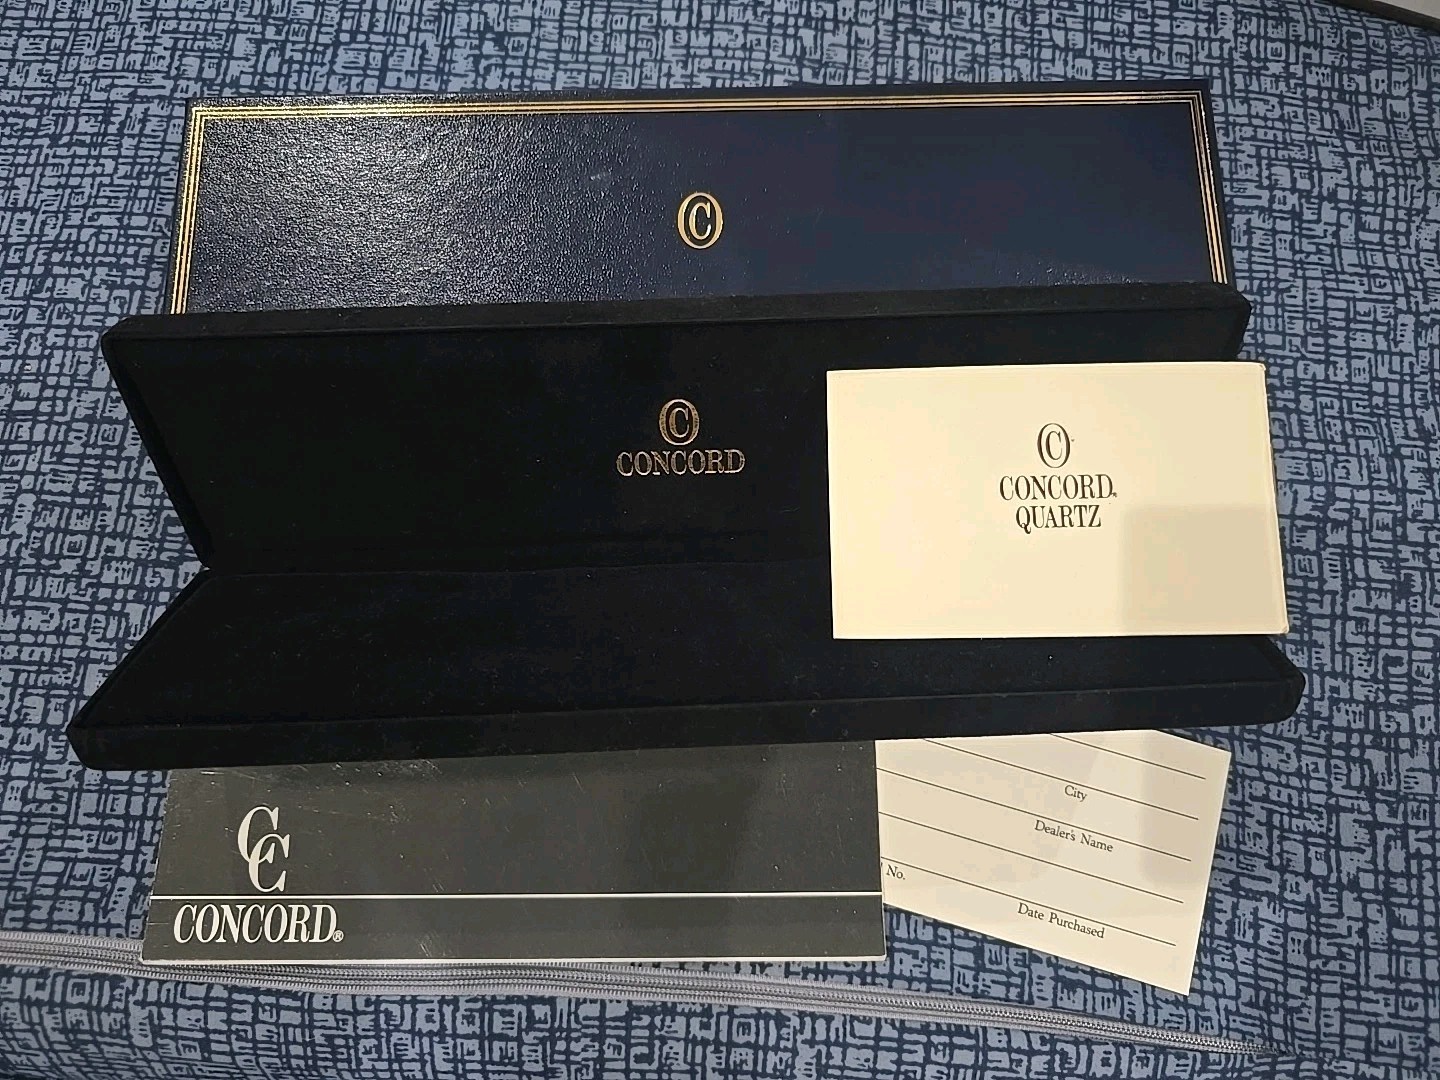 C
C
CONCORD
C
CONCORD®
QUARTZ
City
Dealer's Name
No.
Date Purchased
CC
CONCORD®